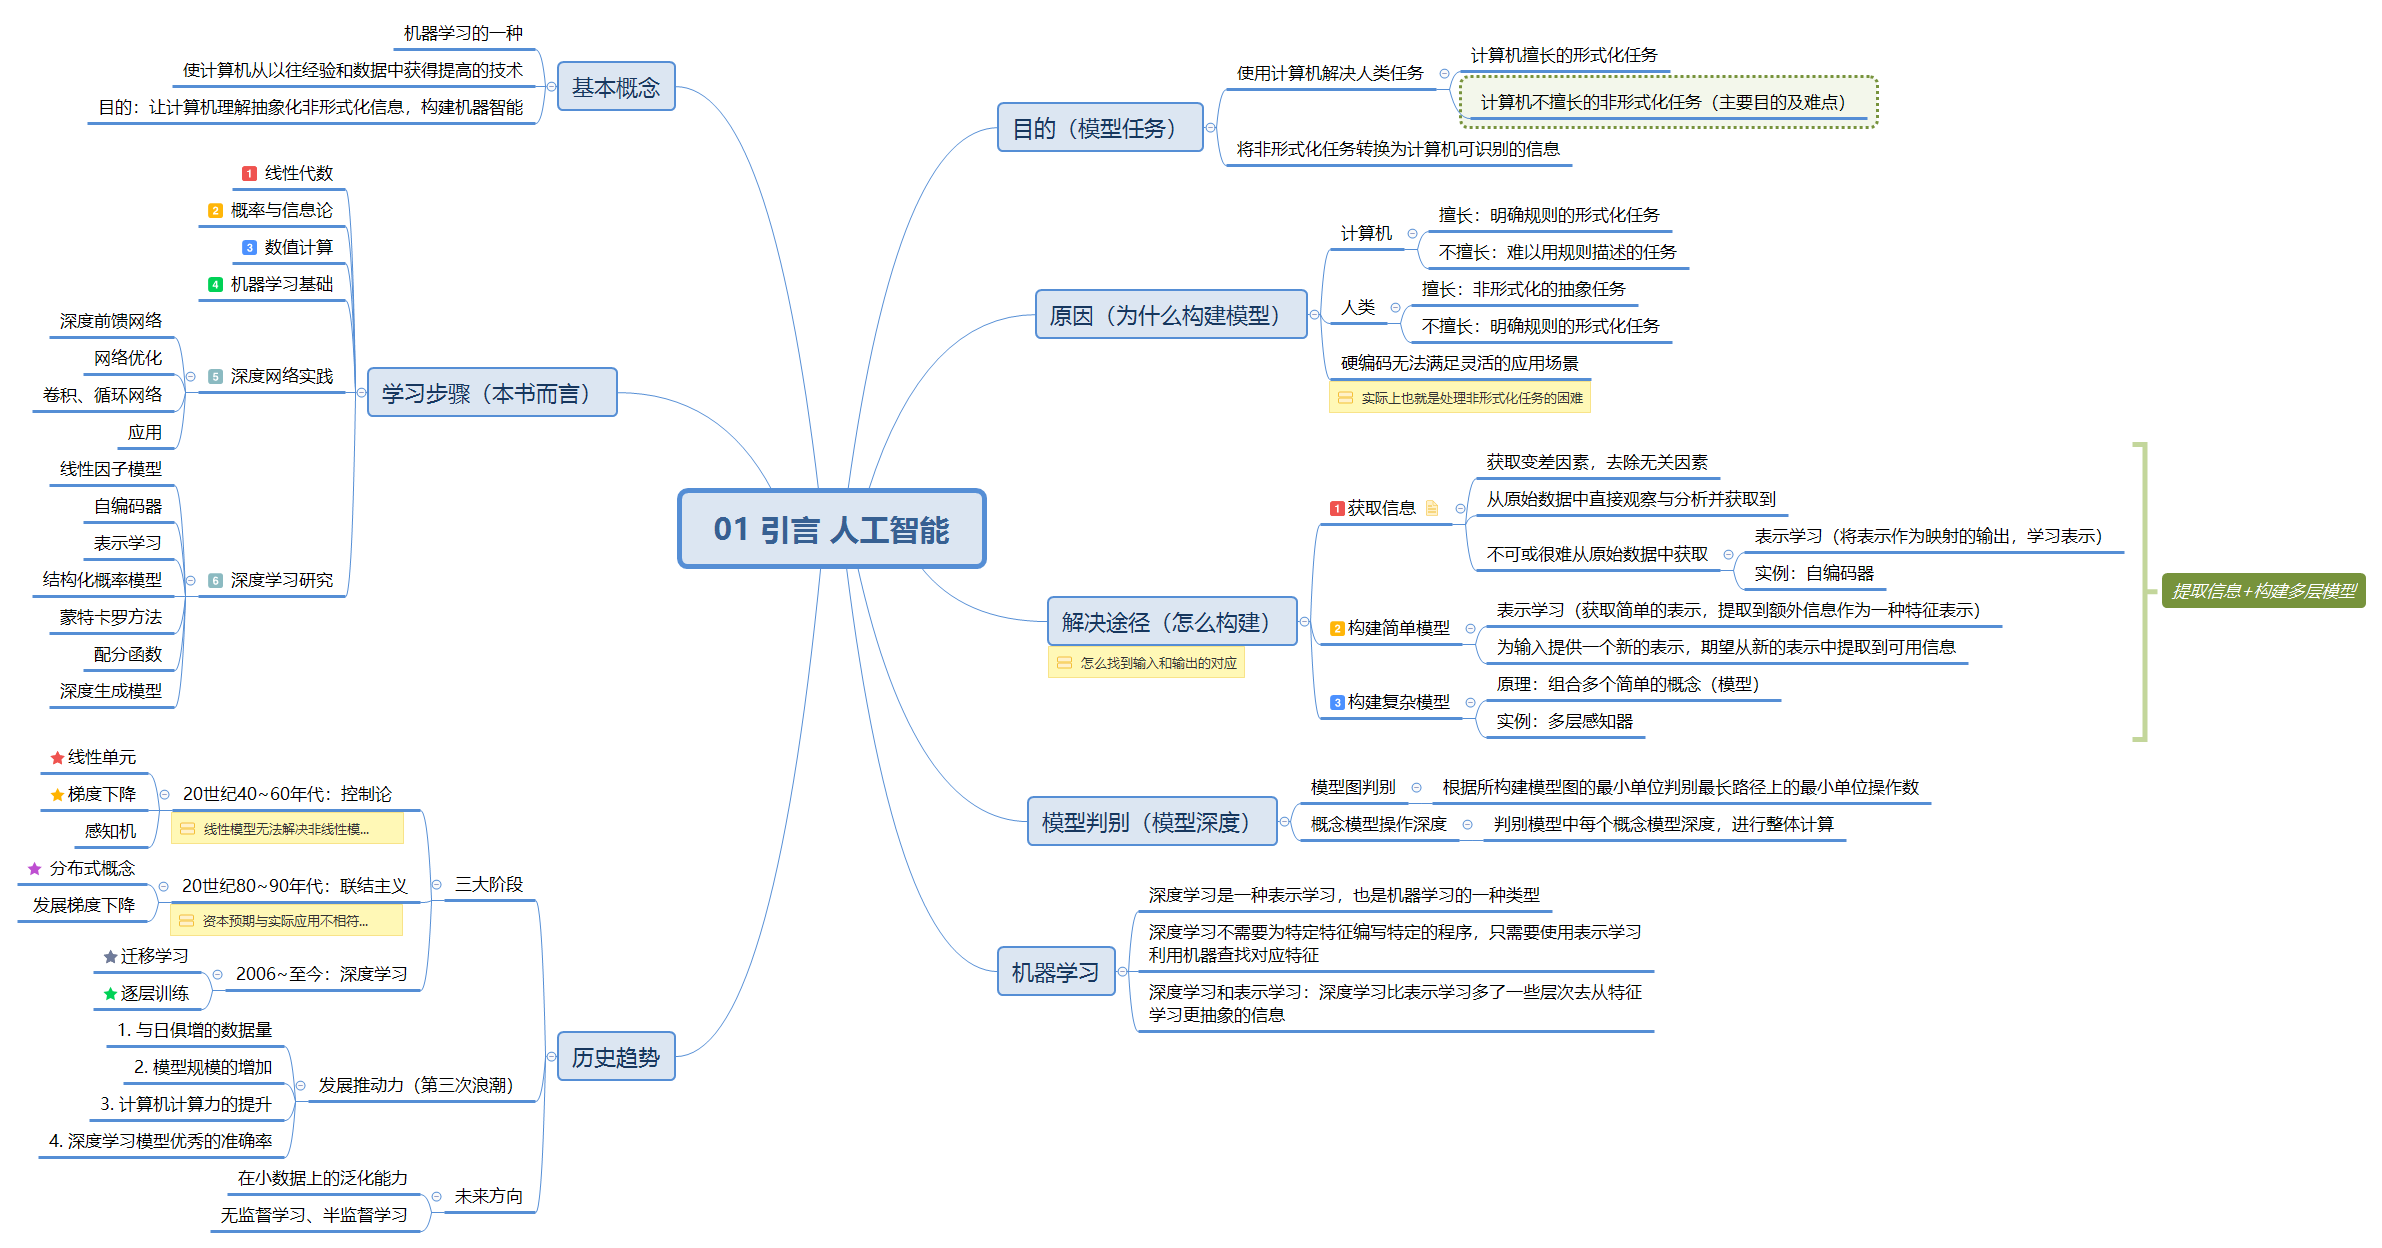 01 引言 人工智能
基本概念
机器学习的一种
使计算机从以往经验和数据中获得提高的技术
目的：让计算机理解抽象化非形式化信息，构建机器智能
学习步骤（本书而言）
1 线性代数
2 概率与信息论
3 数值计算
4 机器学习基础
5 深度网络实践
深度前馈网络
网络优化
卷积、循环网络
应用
6 深度学习研究
线性因子模型
自编码器
表示学习
结构化概率模型
蒙特卡罗方法
配分函数
深度生成模型
历史趋势
三大阶段
20世纪40~60年代：控制论
线性模型无法解决非线性模...
线性单元
梯度下降
感知机
20世纪80~90年代：联结主义
资本预期与实际应用不相符...
分布式概念
发展梯度下降
2006~至今：深度学习
迁移学习
逐层训练
发展推动力（第三次浪潮）
1. 与日俱增的数据量
2. 模型规模的增加
3. 计算机计算力的提升
4. 深度学习模型优秀的准确率
未来方向
在小数据上的泛化能力
无监督学习、半监督学习
目的（模型任务）
使用计算机解决人类任务
计算机擅长的形式化任务
计算机不擅长的非形式化任务（主要目的及难点）
将非形式化任务转换为计算机可识别的信息
原因（为什么构建模型）
计算机
擅长：明确规则的形式化任务
不擅长：难以用规则描述的任务
人类
擅长：非形式化的抽象任务
不擅长：明确规则的形式化任务
硬编码无法满足灵活的应用场景
实际上也就是处理非形式化任务的困难
解决途径（怎么构建）
怎么找到输入和输出的对应
1 获取信息
获取变差因素，去除无关因素
从原始数据中直接观察与分析并获取到
不可或很难从原始数据中获取
表示学习（将表示作为映射的输出，学习表示）
实例：自编码器
2 构建简单模型
表示学习（获取简单的表示，提取到额外信息作为一种特征表示）
为输入提供一个新的表示，期望从新的表示中提取到可用信息
3 构建复杂模型
原理：组合多个简单的概念（模型）
实例：多层感知器
提取信息+构建多层模型
模型判别（模型深度）
模型图判别
根据所构建模型图的最小单位判别最长路径上的最小单位操作数
概念模型操作深度
判别模型中每个概念模型深度，进行整体计算
机器学习
深度学习是一种表示学习，也是机器学习的一种类型
深度学习不需要为特定特征编写特定的程序，只需要使用表示学习
利用机器查找对应特征
深度学习和表示学习：深度学习比表示学习多了一些层次去从特征
学习更抽象的信息